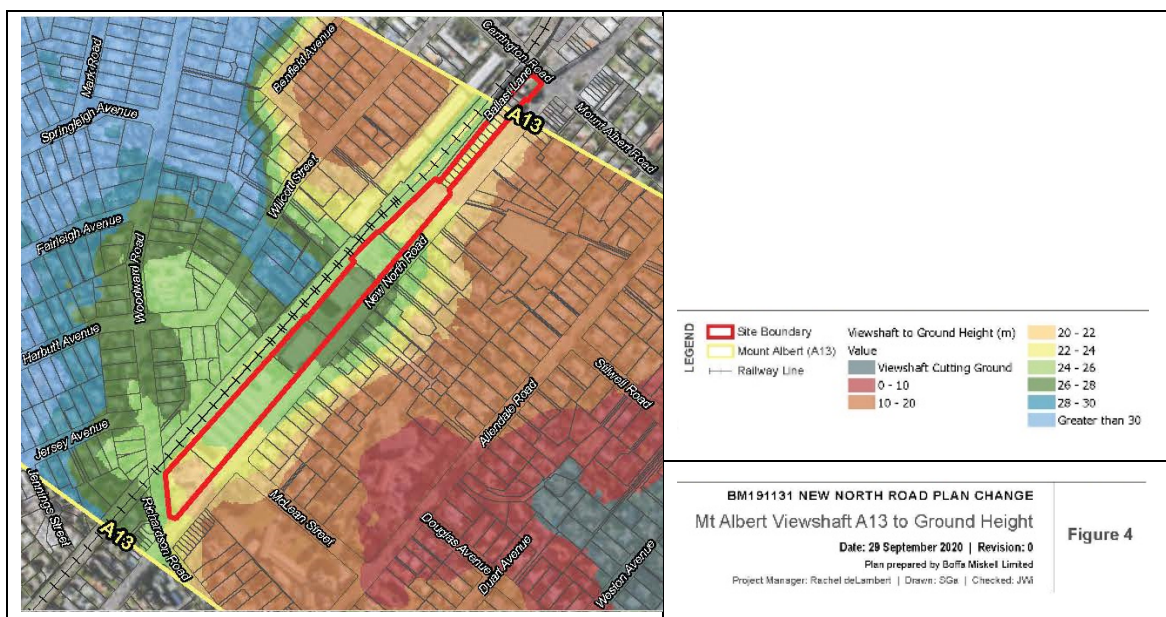 Carrington Road
Ballast Lane
A13
Mount Albert Road
Benfield Avenue
Mark Road
Springleigh Avenue
Willcott Street
Fairleigh Avenue
Woodward Road
New North Road
Harbutt Avenue
Stilwell Road
Allendale Road
Jersey Avenue
Jennings Street
A13
Richardson Road
McLean Street
Douglas Avenue
Duart Avenue
Weston Avenue
LEGEND
Site Boundary
Mount Albert (A13)
Railway Line
Viewshaft to Ground Height (m)
Value
Viewshaft Cutting Ground
0 - 10
10 - 20
20 - 22
22 - 24
24 - 26
26 - 28
28 - 30
Greater than 30
BM191131 NEW NORTH ROAD PLAN CHANGE
Mt Albert Viewshaft A13 to Ground Height
Date: 29 September 2020 | Revision: 0
Plan prepared by Boffa Miskell Limited
Project Manager: Rachel deLambert | Drawn: SGa | Checked: JWi
Figure 4